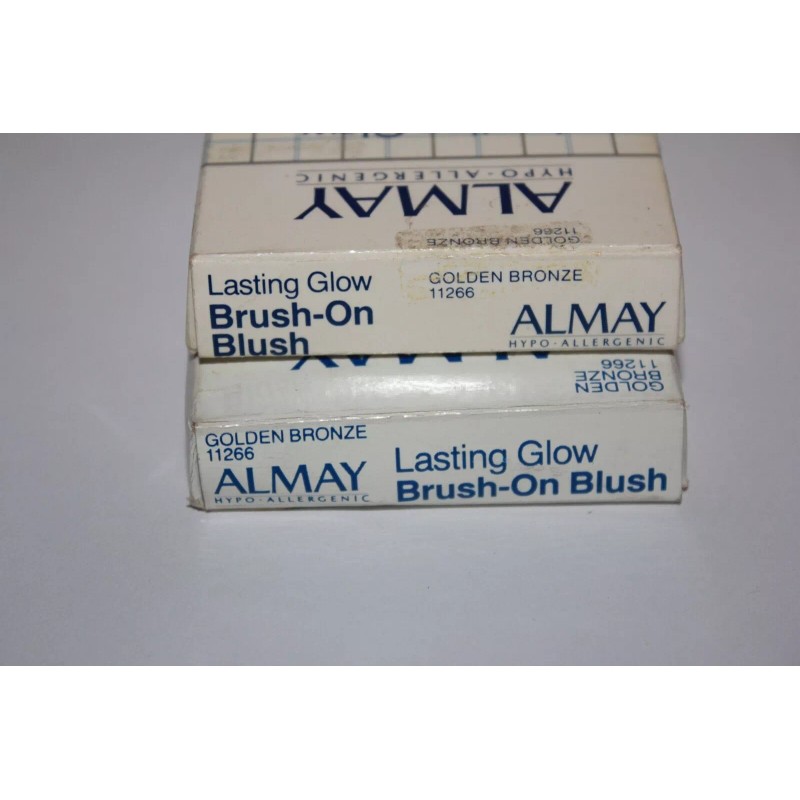 Glow
ALMAY
HYPO-ALLERGENIC
GOLDEN BRONZE
11266
Lasting Glow
Brush-On
Blush
GOLDEN BRONZE
11266
ALMAY
HYPO-ALLERGENIC
ALMAY
GOLDEN
BRONZE
11266
GOLDEN BRONZE
11266
ALMAY
HYPO-ALLERGENIC
Lasting Glow
Brush-On Blush